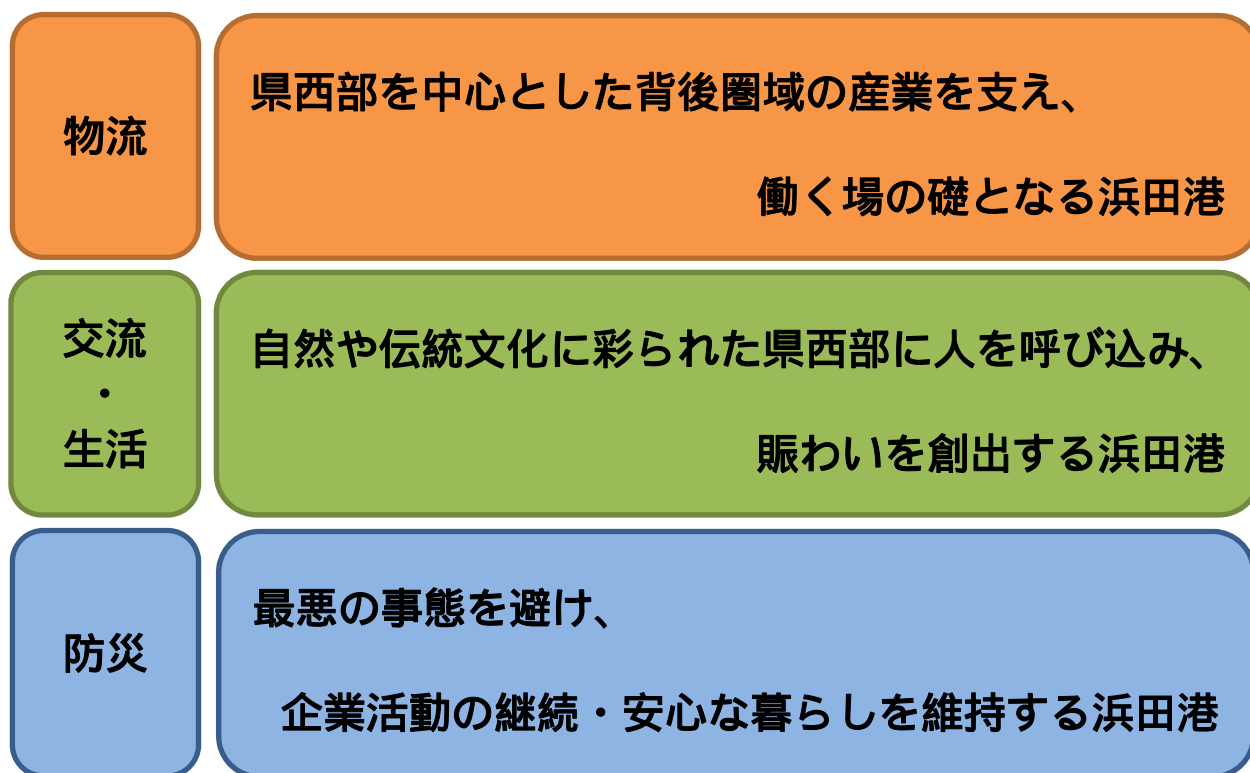 物流
県西部を中心とした背後圏域の産業を支え、
働く場の礎となる浜田港
交流
・
生活
自然や伝統文化に彩られた県西部に人を呼び込み、
賑わいを創出する浜田港
防災
最悪の事態を避け、
企業活動の継続・安心な暮らしを維持する浜田港